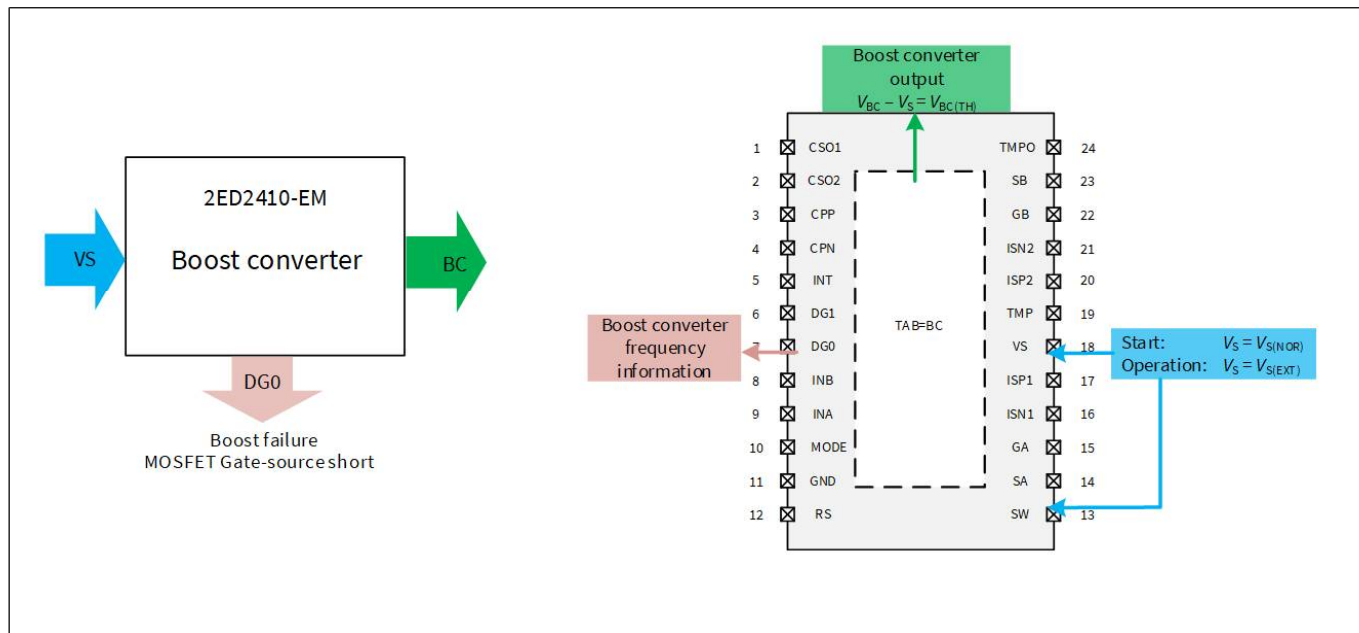 2ED2410-EM
Boost converter
VS
BC
DG0
Boost failure
MOSFET Gate-source short
Boost converter
output
VBC – VS = VBC(TH)
1 CSO1 TMPO 24
2 CSO2 SB 23
3 CPP GB 22
4 CPN ISN2 21
5 INT ISP2 20
6 DG1 TMP 19
7 DG0 VS 18
8 INB ISP1 17
9 INA ISN1 16
10 MODE GA 15
11 GND SA 14
12 RS SW 13
TAB=BC
Boost converter
frequency
information
Start: VS = VS(NOR)
Operation: VS = VS(EXT)